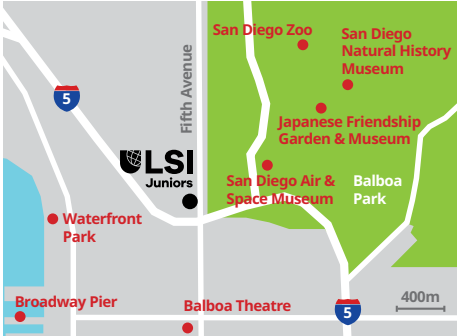 San Diego Zoo
San Diego
Natural History
Museum
5
Fifth Avenue
Japanese Friendship
Garden & Museum
LSI
Juniors
San Diego Air &
Space Museum
Balboa
Park
Waterfront
Park
Broadway Pier
Balboa Theatre
5
400m